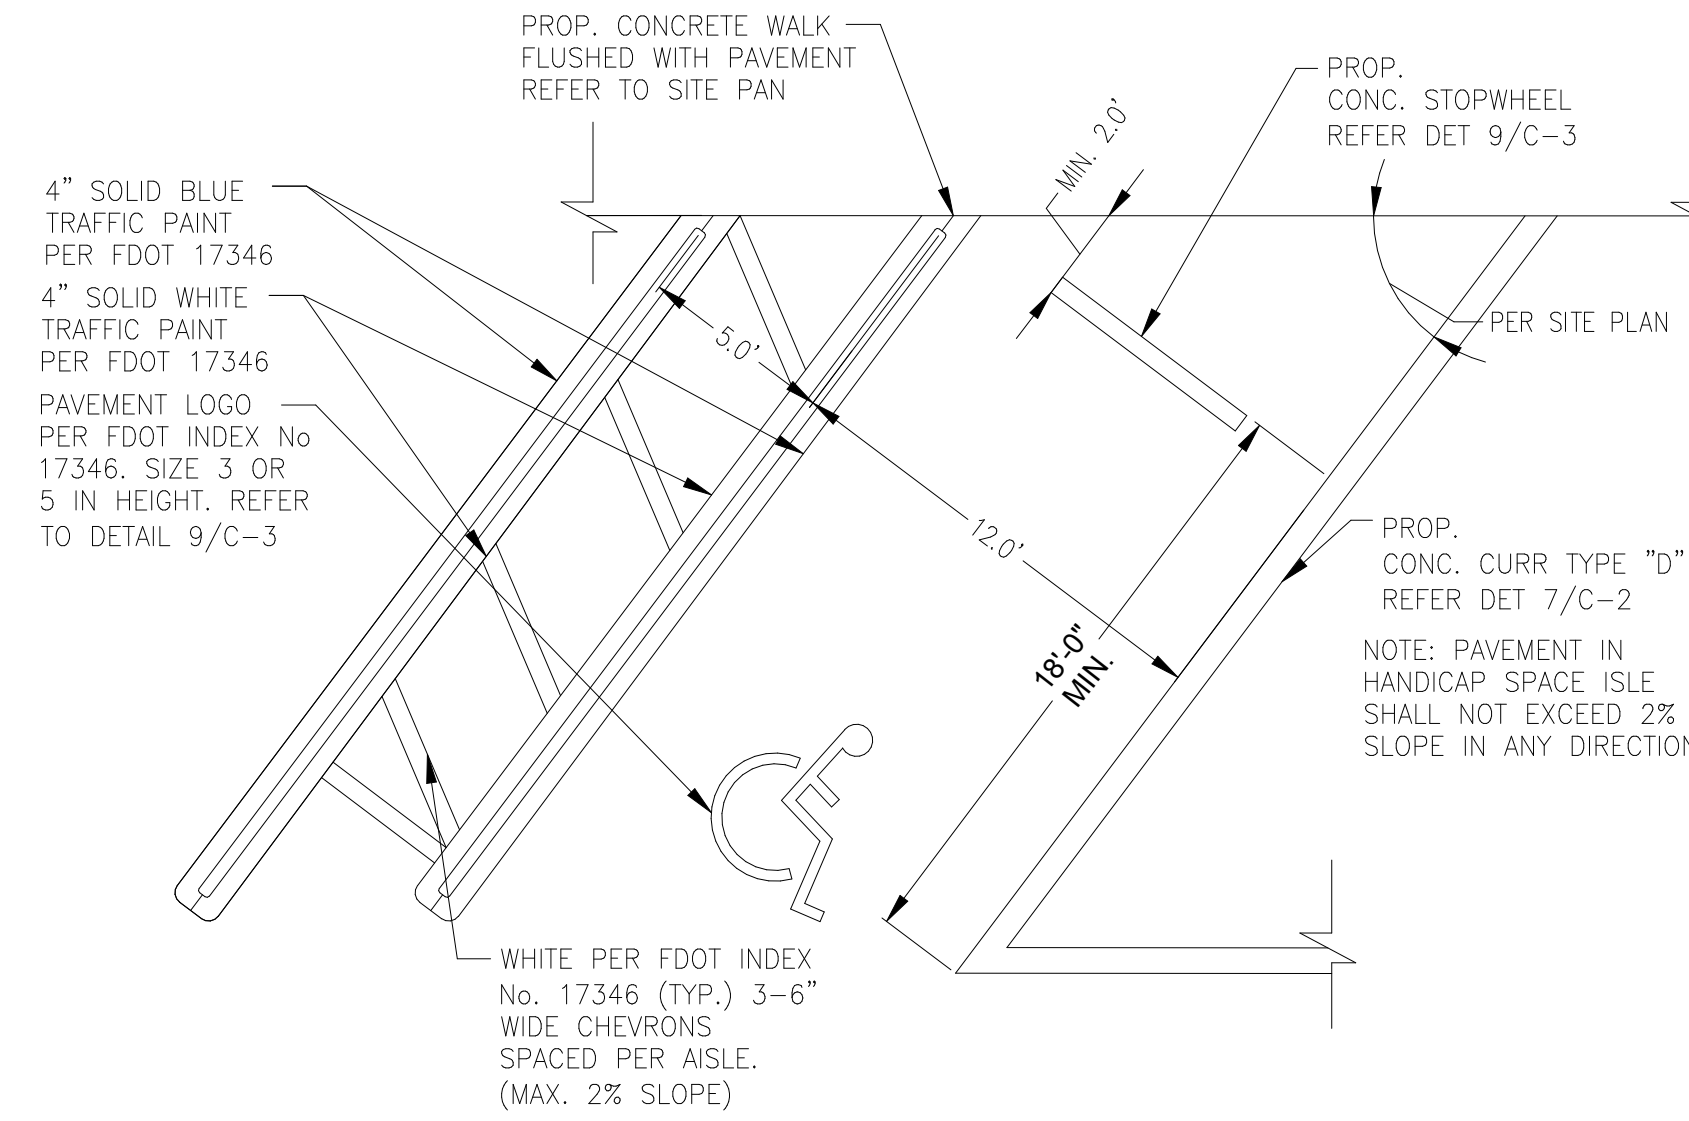 PROP. CONCRETE WALK
FLUSHED WITH PAVEMENT
REFER TO SITE PAN
PROP.
CONC. STOPWHEEL
REFER DET 9/C-3
MIN. 2.0'
4" SOLID BLUE
TRAFFIC PAINT
PER FDOT 17346
4" SOLID WHITE
TRAFFIC PAINT
PER FDOT 17346
PAVEMENT LOGO
PER FDOT INDEX No
17346. SIZE 3 OR
5 IN HEIGHT. REFER
TO DETAIL 9/C-3
5.0'
PER SITE PLAN
12.0'
PROP.
CONC. CURR TYPE "D"
REFER DET 7/C-2
18'-0"
MIN.
NOTE: PAVEMENT IN
HANDICAP SPACE ISLE
SHALL NOT EXCEED 2%
SLOPE IN ANY DIRECTION
WHITE PER FDOT INDEX
No. 17346 (TYP.) 3-6"
WIDE CHEVRONS
SPACED PER AISLE.
(MAX. 2% SLOPE)